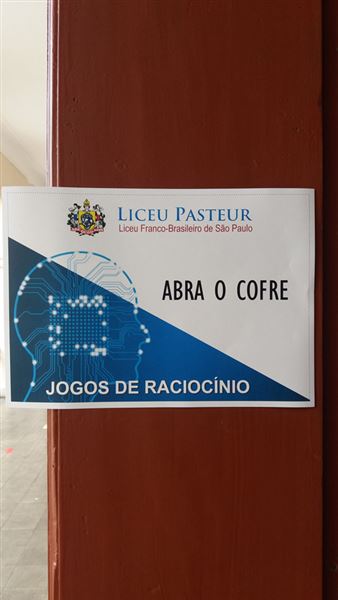 LICEU PASTEUR
Liceu Franco-Brasileiro de São Paulo
ABRA O COFRE
JOGOS DE RACIOCÍNIO